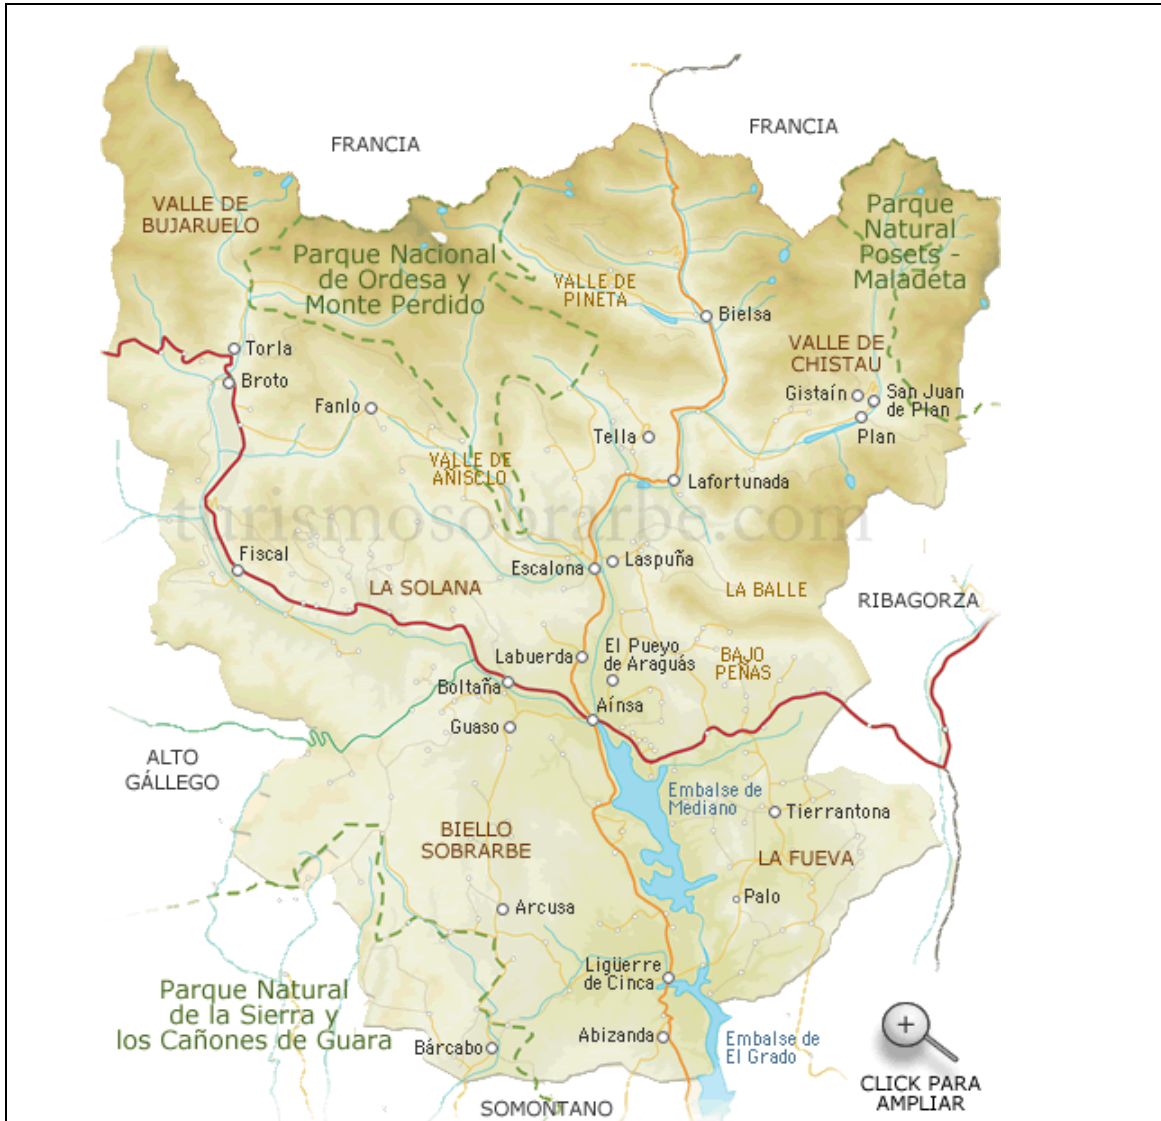 FRANCIA
FRANCIA
VALLE DE
BUJARUELO
Parque
Natural
Posets -
Maladeta
Parque Nacional
de Ordesa y
Monte Perdido
VALLE DE
PINETA
Bielsa
Torla
VALLE DE
CHISTAU
Broto
Gistaín
San Juan
de Plan
Fanlo
Plan
Tella
VALLE DE
AÑISCLO
Lafortunada
turismosobrarbe.com
Fiscal
Escalona
Laspuña
LA SOLANA
LA BALLE
RIBAGORZA
Labuerda
El Pueyo
de Araguás
BAJO
PEÑAS
Boltaña
Aínsa
Guaso
ALTO
GÁLLEGO
Embalse de
Mediano
Tierrantona
BIELLO
SOBRARBE
LA FUEVA
Palo
Arcusa
Ligüerre
de Cinca
Parque Natural
de la Sierra y
los Cañones de Guara
Abizanda
Embalse de
El Grado
Bárcabo
CLICK PARA
AMPLIAR
SOMONTANO